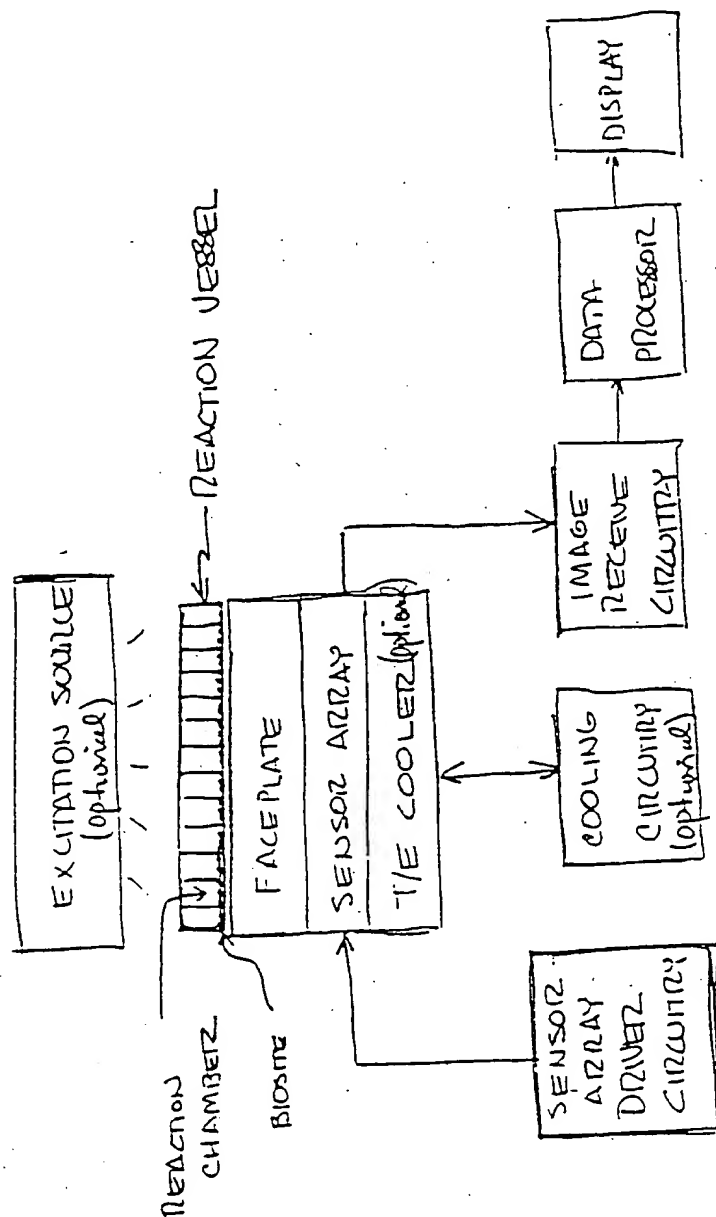 EXCITATION SOURCE
(optional)
REACTION VESSEL
REACTION
CHAMBER
BIOSITE
FACEPLATE
SENSOR ARRAY
T/E COOLER (optional)
SENSOR
ARRAY
DRIVER
CIRCUITRY
COOLING
CIRCUITRY
(optional)
IMAGE
RECEIVE
CIRCUITRY
DATA
PROCESSOR
DISPLAY